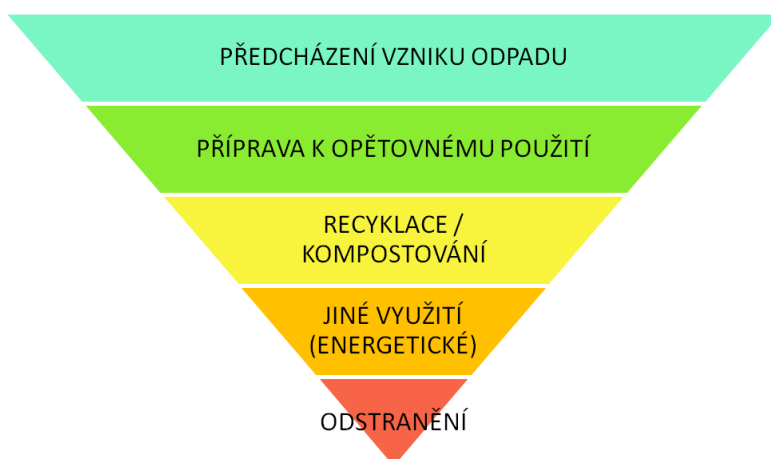 PŘEDCHÁZENÍ VZNIKU ODPADU
PŘÍPRAVA K OPĚTOVNÉMU POUŽITÍ
RECYKLACE /
KOMPOSTOVÁNÍ
JINÉ VYUŽITÍ
(ENERGETICKÉ)
ODSTRANĚNÍ